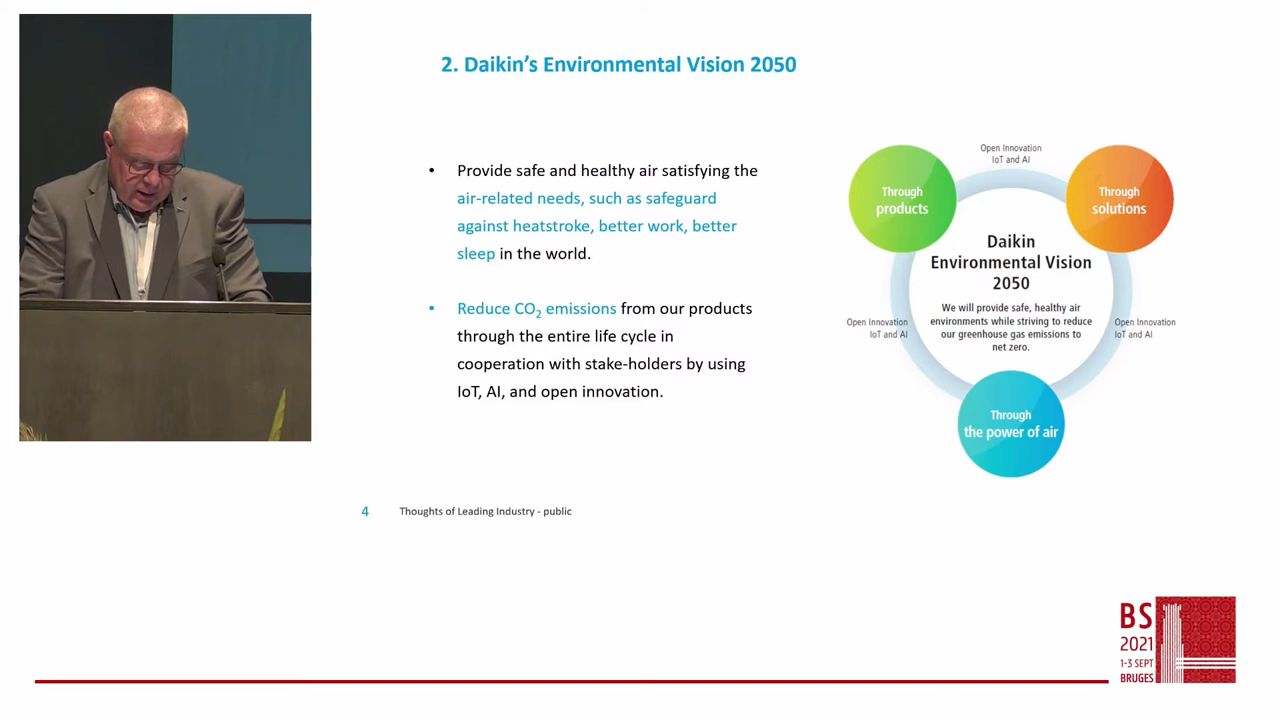 2. Daikin's Environmental Vision 2050
• Provide safe and healthy air satisfying the
air-related needs, such as safeguard
against heatstroke, better work, better
sleep in the world.
• Reduce CO₂ emissions from our products
through the entire life cycle in
cooperation with stake-holders by using
IoT, AI, and open innovation.
Open Innovation
IoT and AI
Through
products
Through
solutions
Daikin
Environmental Vision
2050
We will provide safe, healthy air
environments while striving to reduce
our greenhouse gas emissions to
net zero.
Open Innovation
IoT and AI
Open Innovation
IoT and AI
Through
the power of air
4 Thoughts of Leading Industry - public
BS
2021
1-3 SEPT
BRUGES